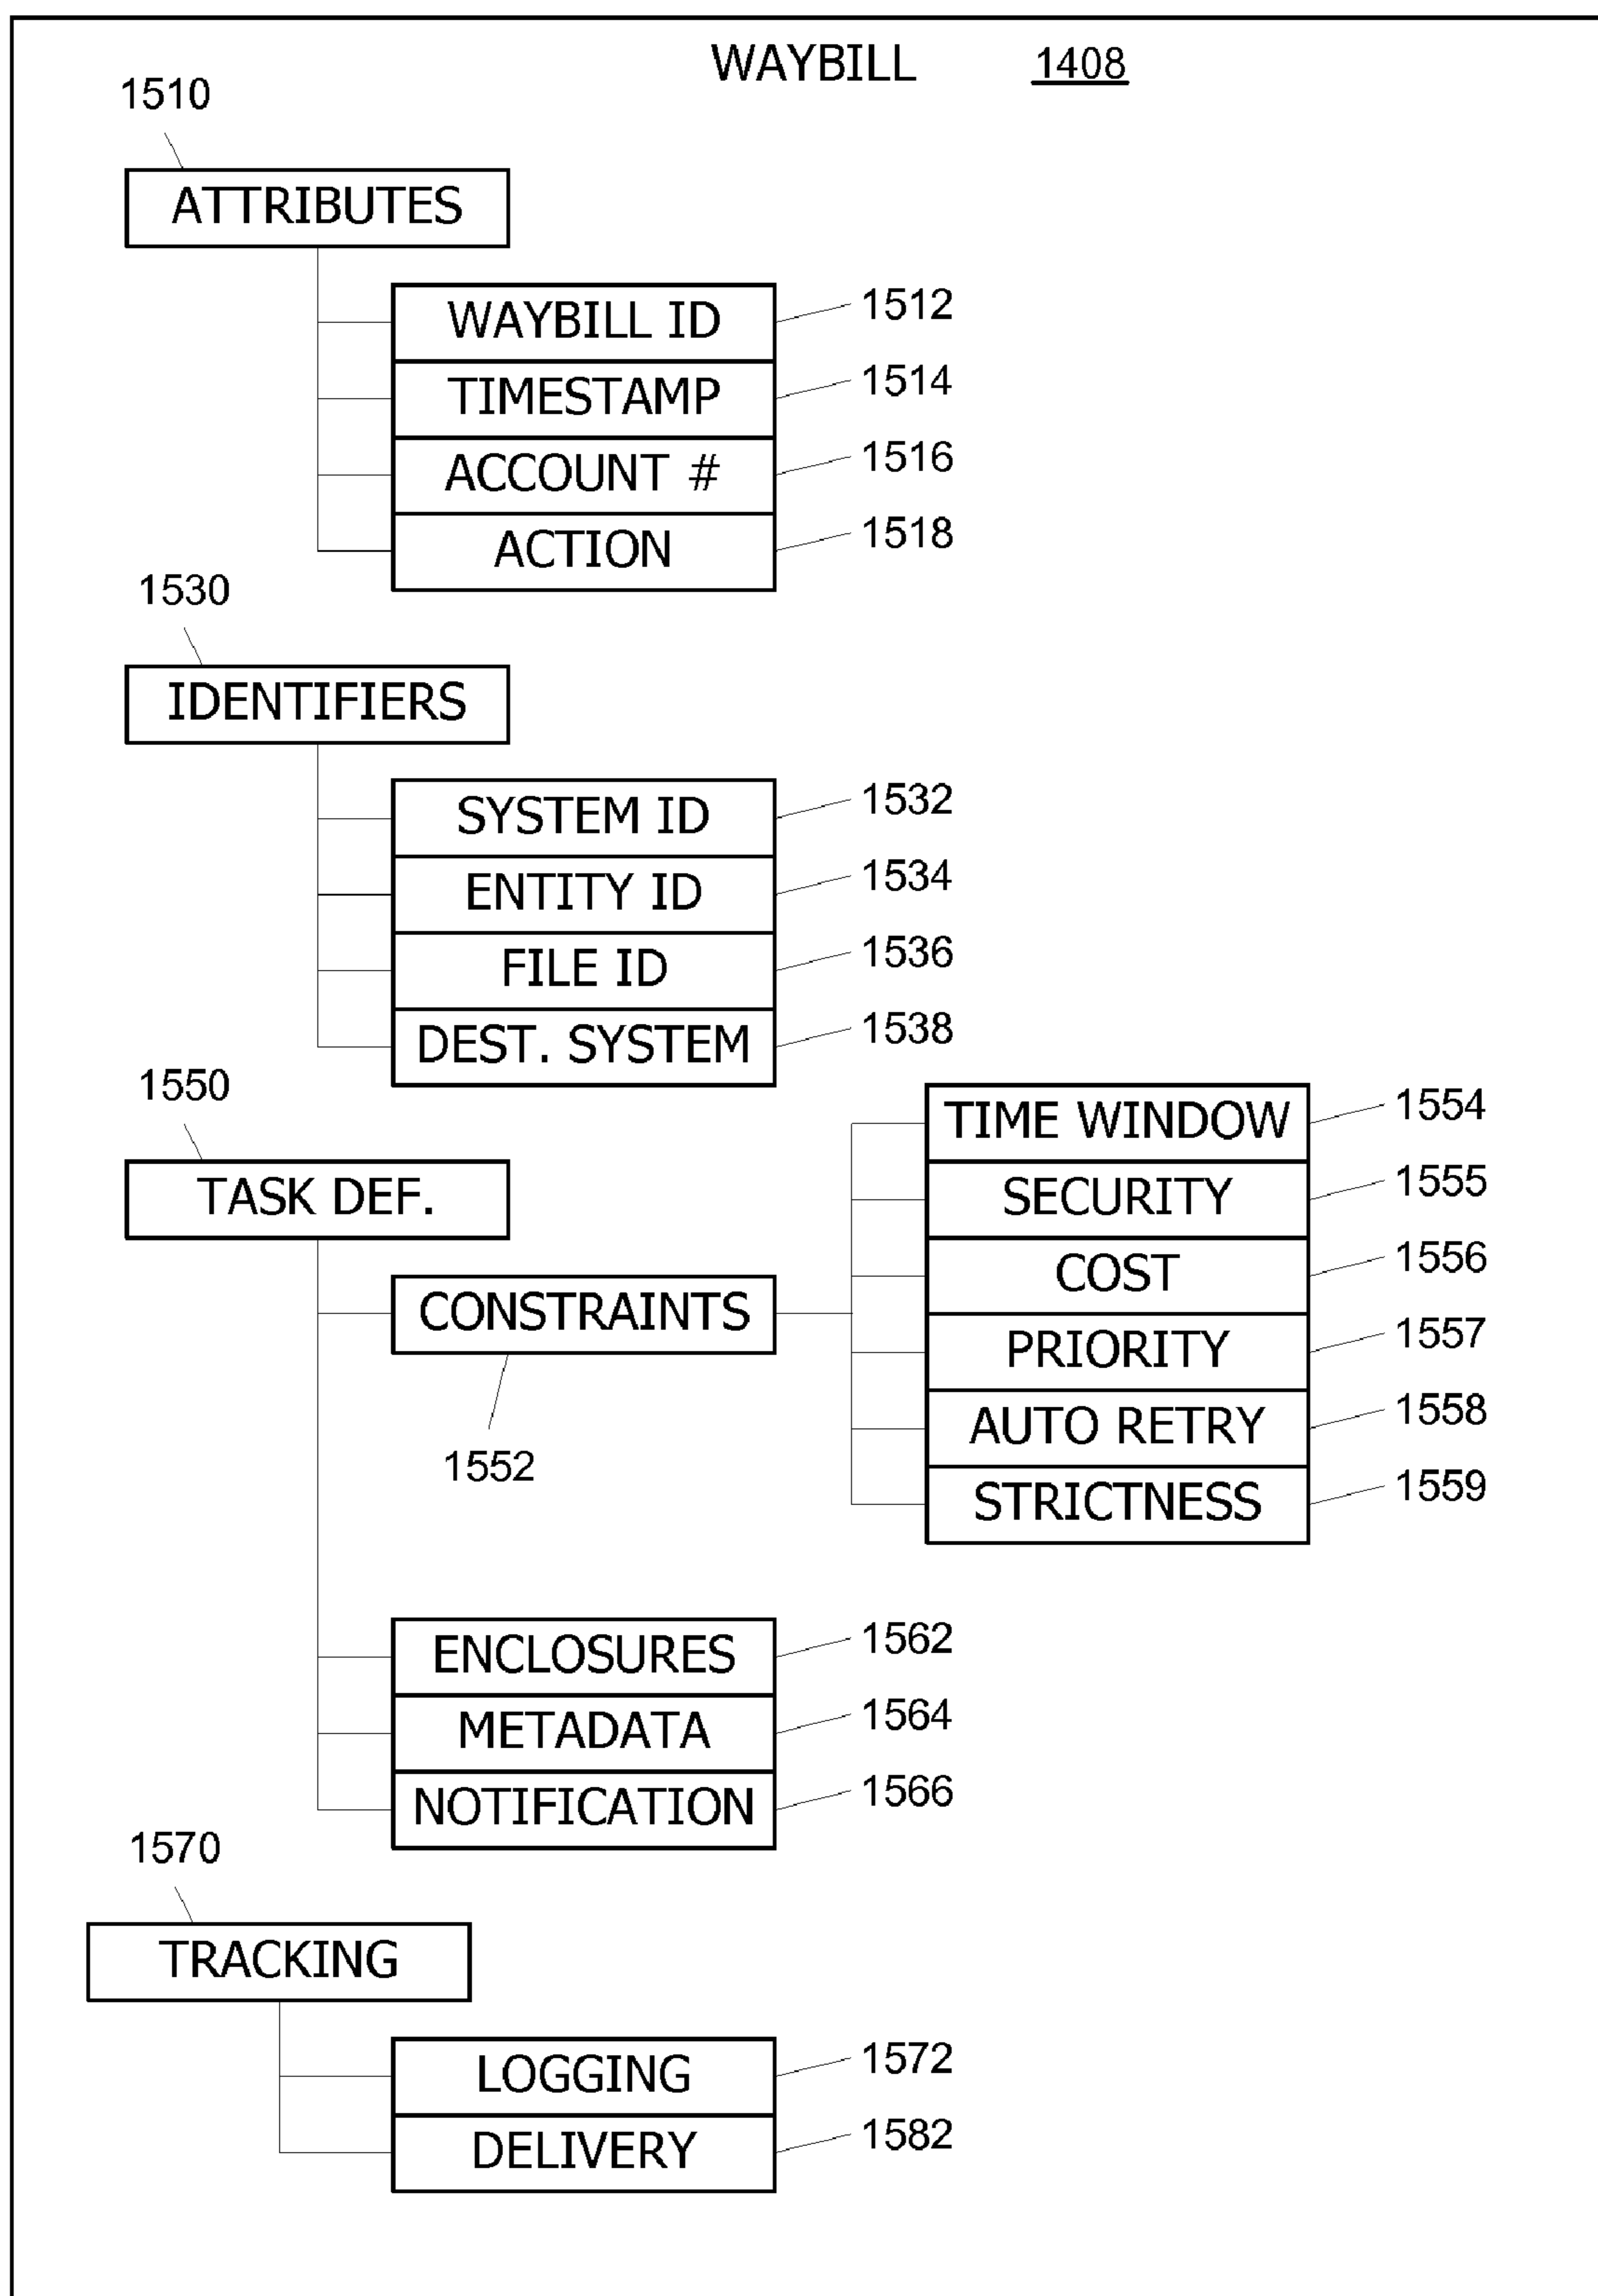 WAYBILL 1408
1510
ATTRIBUTES
WAYBILL ID 1512
TIMESTAMP 1514
ACCOUNT # 1516
ACTION 1518
1530
IDENTIFIERS
SYSTEM ID 1532
ENTITY ID 1534
FILE ID 1536
DEST. SYSTEM 1538
1550
TASK DEF.
TIME WINDOW 1554
SECURITY 1555
COST 1556
CONSTRAINTS
PRIORITY 1557
AUTO RETRY 1558
1552
STRICTNESS 1559
ENCLOSURES 1562
METADATA 1564
NOTIFICATION 1566
1570
TRACKING
LOGGING 1572
DELIVERY 1582